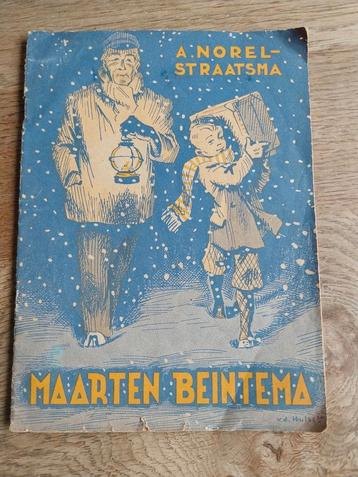 A. NOREL-
STRAATSMA
MAARTEN BEINTEMA